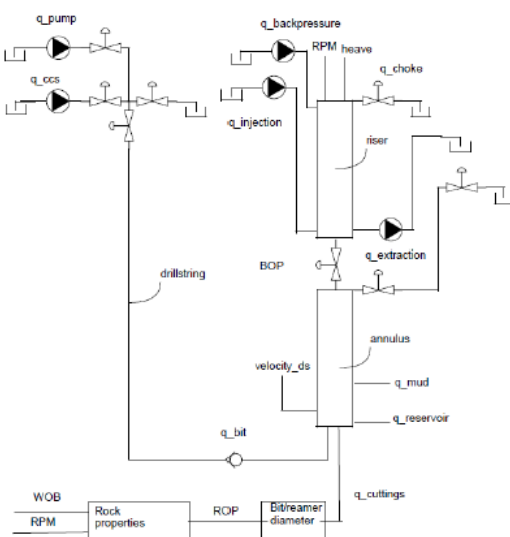 q_pump
q_backpressure
RPM heave
q_choke
q_ccs
q_injection
riser
BOP
q_extraction
drillstring
annulus
velocity_ds
q_mud
q_reservoir
q_bit
q_cuttings
WOB
RPM
Rock
properties
ROP
Bit/reamer
diameter